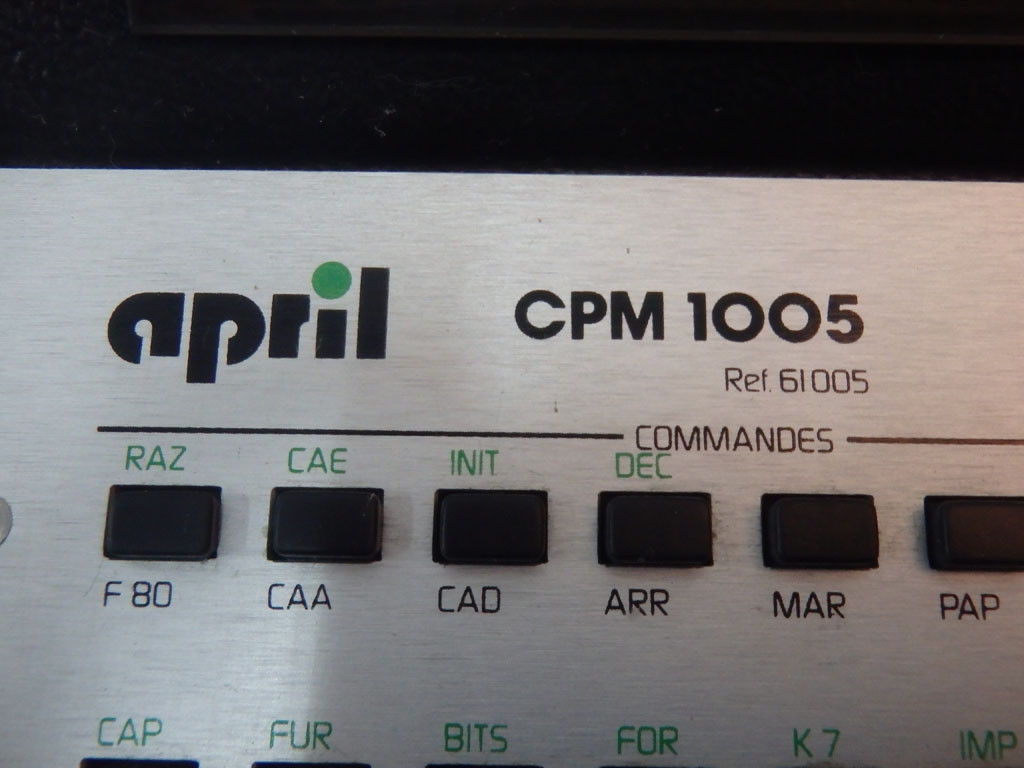 april CPM 1005
Ref. 61005
COMMANDES
RAZ CAE INIT DEC
F 80 CAA CAD ARR MAR PAP
CAP FUR BITS FOR K7 IMP